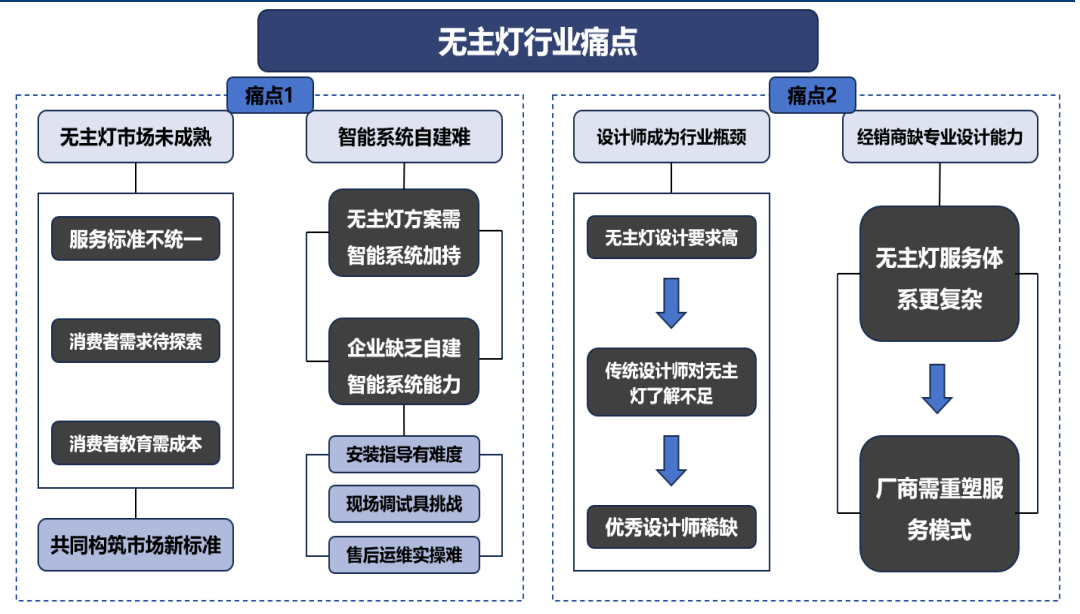 无主灯行业痛点
痛点1
无主灯市场未成熟
服务标准不统一
消费者需求待探索
消费者教育需成本
共同构筑市场新标准
智能系统自建难
无主灯方案需
智能系统加持
企业缺乏自建
智能系统能力
安装指导有难度
现场调试具挑战
售后运维实操难
痛点2
设计师成为行业瓶颈
无主灯设计要求高
传统设计师对无主
灯了解不足
优秀设计师稀缺
经销商缺专业设计能力
无主灯服务体
系更复杂
厂商需重塑服
务模式